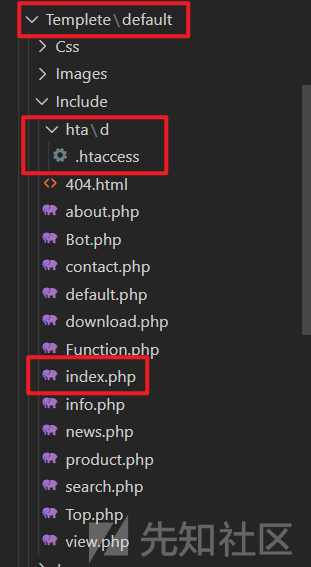 Templete\default
Css
Images
Include
hta\d
.htaccess
404.html
about.php
Bot.php
contact.php
default.php
download.php
Function.php
index.php
info.php
news.php
product.php
search.php
Top.php
view.php
先知社区